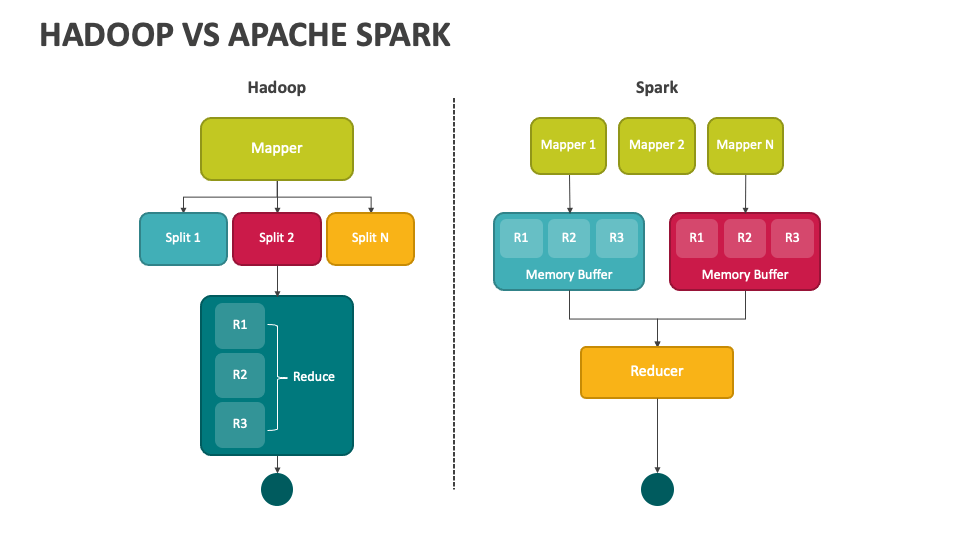 HADOOP VS APACHE SPARK
Hadoop
Mapper
Split 1
Split 2
Split N
R1
R2
R3
Reduce
Spark
Mapper 1
Mapper 2
Mapper N
R1
R2
R3
Memory Buffer
R1
R2
R3
Memory Buffer
Reducer